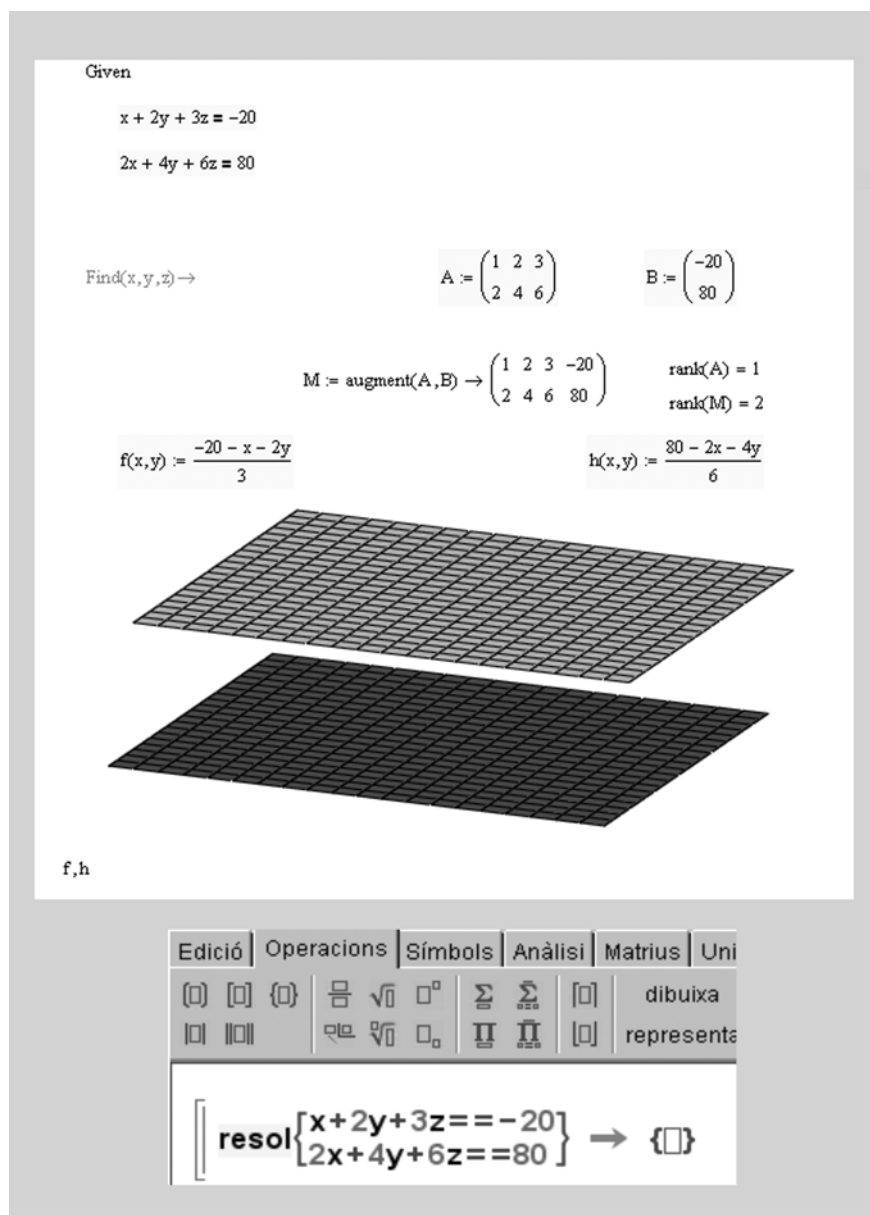 Given
x + 2y + 3z = -20
2x + 4y + 6z = 80
Find(x,y,z)→ A := (1 2 3 B := (-20
2 4 6) 80)
M := augment(A,B) → (1 2 3 -20 rank(A) = 1
2 4 6 80) rank(M) = 2
f(x,y) := (-20 - x - 2y)/3 h(x,y) := (80 - 2x - 4y)/6
f,h
Edició Operacions Símbols Anàlisi Matrius Uni
dibuixa
representa
resol{x+2y+3z==-20
2x+4y+6z==80} → {□}